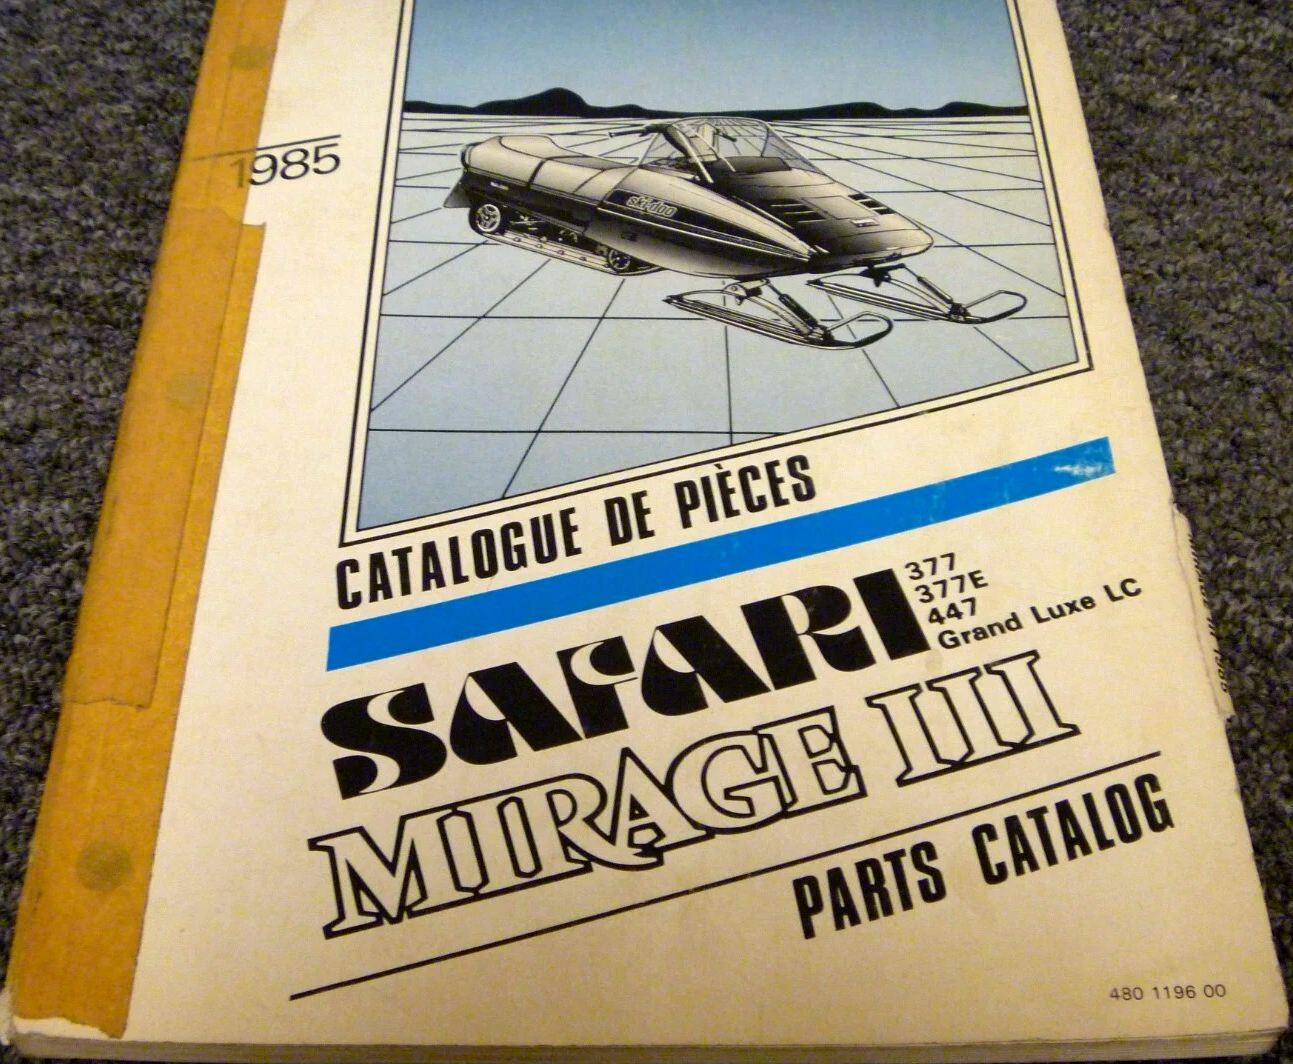 1985
ski-doo
CATALOGUE DE PIÈCES
SAFARI
377
377E
447
Grand Luxe LC
MIRAGE III
PARTS CATALOG
480 1196 00